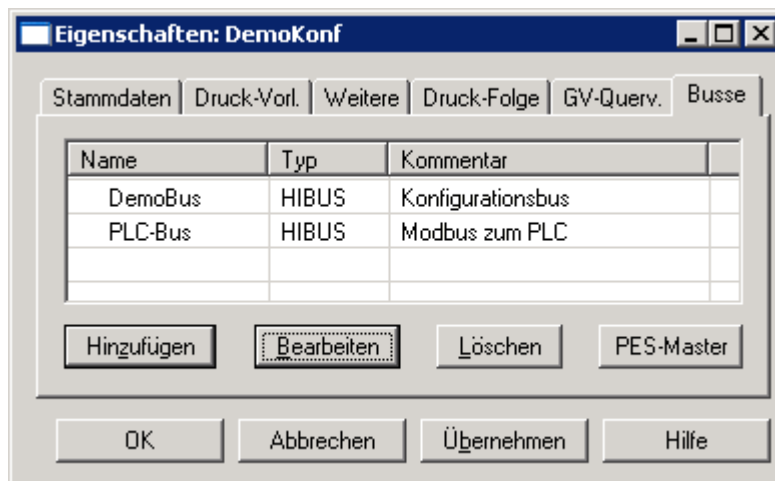 Eigenschaften: DemoKonf
Stammdaten Druck-Vorl. Weitere Druck-Folge GV-Querv. Busse
Name Typ Kommentar
DemoBus HIBUS Konfigurationsbus
PLC-Bus HIBUS Modbus zum PLC
Hinzufügen Bearbeiten Löschen PES-Master
OK Abbrechen Übernehmen Hilfe